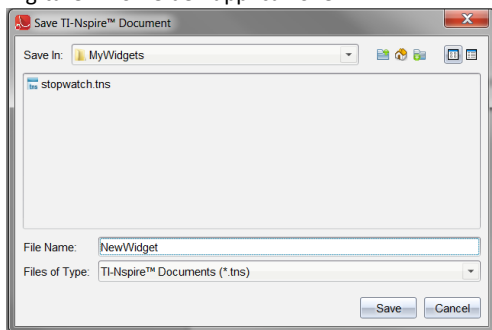 Save TI-Nspire™ Document
Save In: MyWidgets
stopwatch.tns
File Name: NewWidget
Files of Type: TI-Nspire™ Documents (*.tns)
Save Cancel